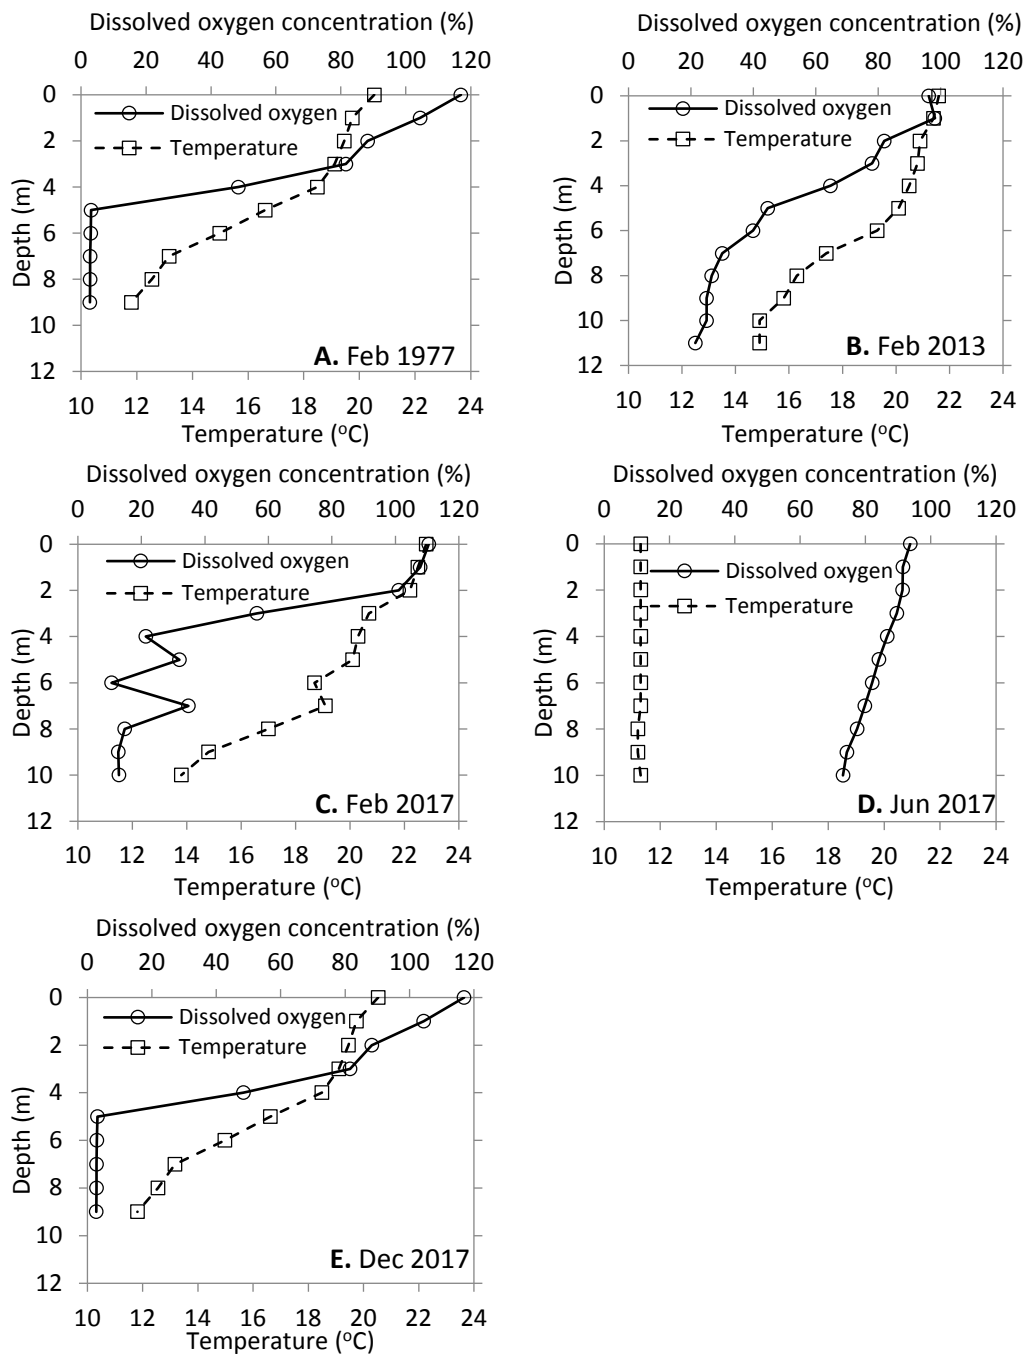 Dissolved oxygen concentration (%)
0 20 40 60 80 100 120
0
2
4
6
8
10
12
Depth (m)
Dissolved oxygen
Temperature
A. Feb 1977
10 12 14 16 18 20 22 24
Temperature (°C)
Dissolved oxygen concentration (%)
0 20 40 60 80 100 120
0
2
4
6
8
10
12
Depth (m)
Dissolved oxygen
Temperature
B. Feb 2013
10 12 14 16 18 20 22 24
Temperature (°C)
Dissolved oxygen concentration (%)
0 20 40 60 80 100 120
0
2
4
6
8
10
12
Depth (m)
Dissolved oxygen
Temperature
C. Feb 2017
10 12 14 16 18 20 22 24
Temperature (°C)
Dissolved oxygen concentration (%)
0 20 40 60 80 100 120
0
2
4
6
8
10
12
Depth (m)
Dissolved oxygen
Temperature
D. Jun 2017
10 12 14 16 18 20 22 24
Temperature (°C)
Dissolved oxygen concentration (%)
0 20 40 60 80 100 120
0
2
4
6
8
10
12
Depth (m)
Dissolved oxygen
Temperature
E. Dec 2017
10 12 14 16 18 20 22 24
Temperature (°C)